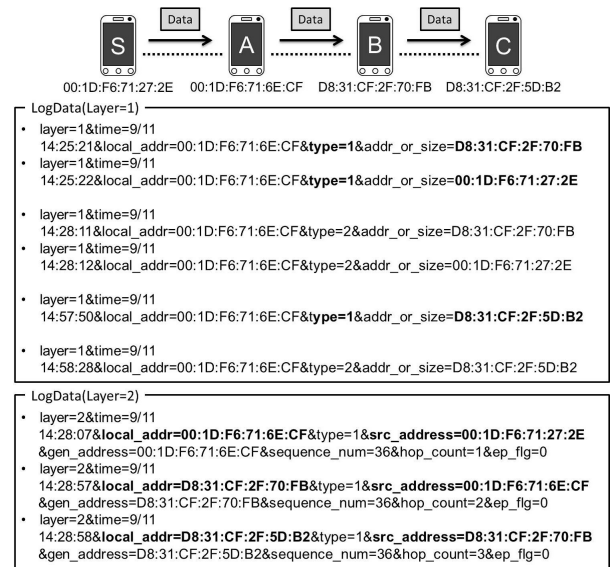 Data Data Data
S A B C
00:1D:F6:71:27:2E 00:1D:F6:71:6E:CF D8:31:CF:2F:70:FB D8:31:CF:2F:5D:B2
LogData(Layer=1)
• layer=1&time=9/11
14:25:21&local_addr=00:1D:F6:71:6E:CF&type=1&addr_or_size=D8:31:CF:2F:70:FB
• layer=1&time=9/11
14:25:22&local_addr=00:1D:F6:71:6E:CF&type=1&addr_or_size=00:1D:F6:71:27:2E
• layer=1&time=9/11
14:28:11&local_addr=00:1D:F6:71:6E:CF&type=2&addr_or_size=D8:31:CF:2F:70:FB
• layer=1&time=9/11
14:28:12&local_addr=00:1D:F6:71:6E:CF&type=2&addr_or_size=00:1D:F6:71:27:2E
• layer=1&time=9/11
14:57:50&local_addr=00:1D:F6:71:6E:CF&type=1&addr_or_size=D8:31:CF:2F:5D:B2
• layer=1&time=9/11
14:58:28&local_addr=00:1D:F6:71:6E:CF&type=2&addr_or_size=D8:31:CF:2F:5D:B2
LogData(Layer=2)
• layer=2&time=9/11
14:28:07&local_addr=00:1D:F6:71:6E:CF&type=1&src_address=00:1D:F6:71:27:2E
&gen_address=00:1D:F6:71:6E:CF&sequence_num=36&hop_count=1&ep_flg=0
• layer=2&time=9/11
14:28:57&local_addr=D8:31:CF:2F:70:FB&type=1&src_address=00:1D:F6:71:6E:CF
&gen_address=D8:31:CF:2F:70:FB&sequence_num=36&hop_count=2&ep_flg=0
• layer=2&time=9/11
14:28:58&local_addr=D8:31:CF:2F:5D:B2&type=1&src_address=D8:31:CF:2F:70:FB
&gen_address=D8:31:CF:2F:5D:B2&sequence_num=36&hop_count=3&ep_flg=0